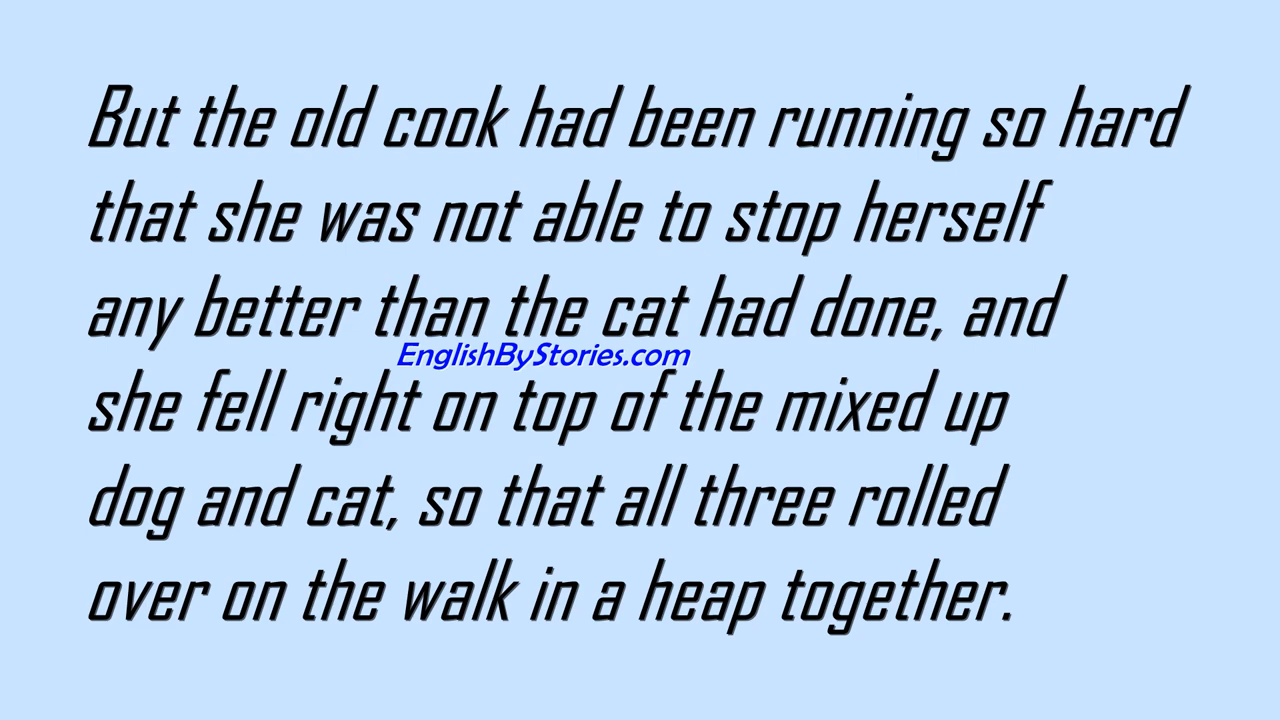 But the old cook had been running so hard
that she was not able to stop herself
any better than the cat had done, and
EnglishByStories.com
she fell right on top of the mixed up
dog and cat, so that all three rolled
over on the walk in a heap together.